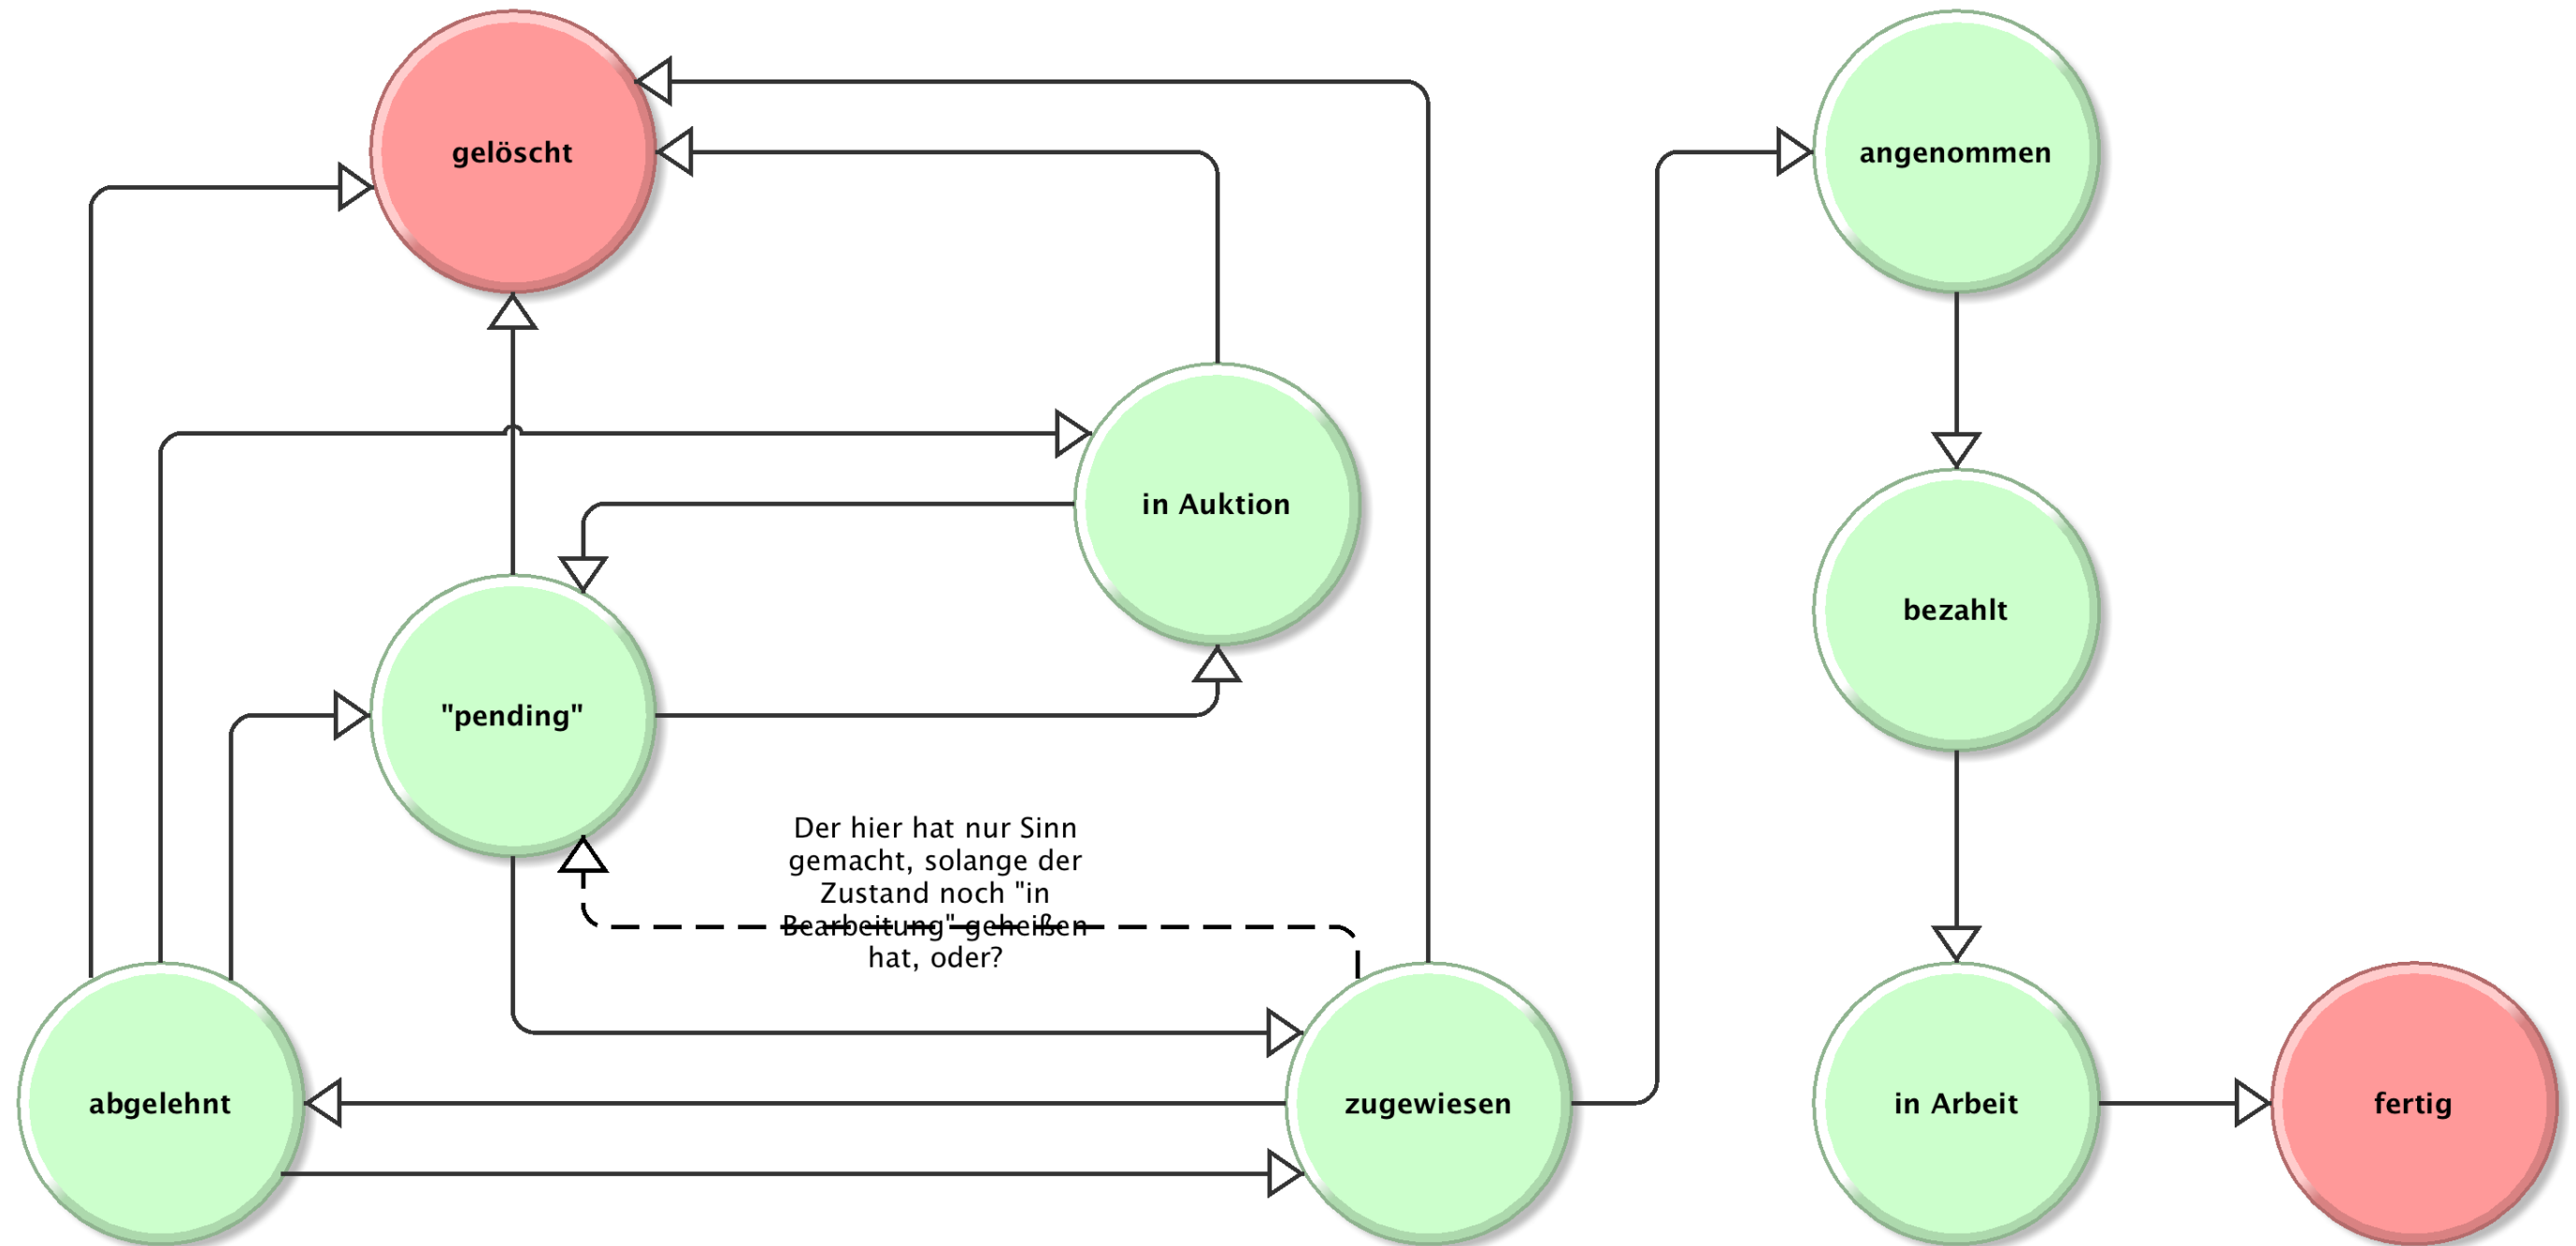 gelöscht
angenommen
in Auktion
bezahlt
"pending"
Der hier hat nur Sinn
gemacht, solange der
Zustand noch "in
Bearbeitung" geheißen
hat, oder?
abgelehnt
zugewiesen
in Arbeit
fertig